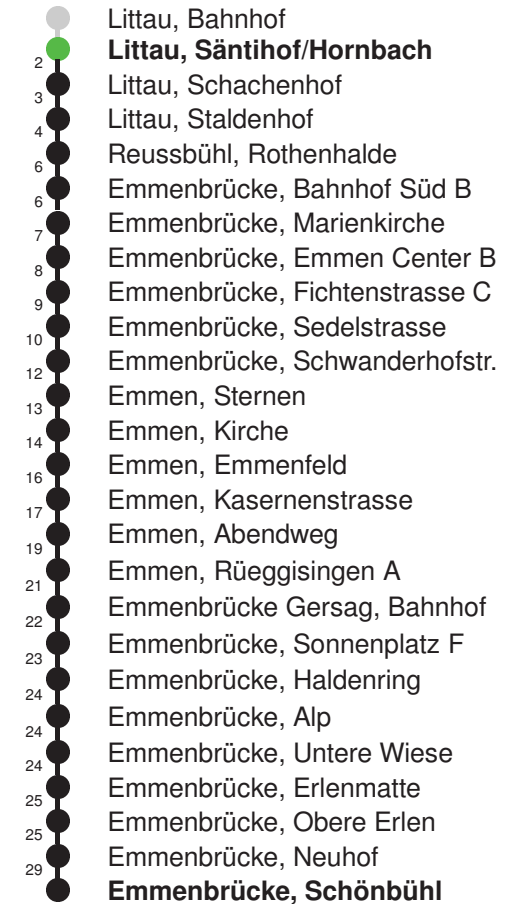 Littau, Bahnhof
Littau, Säntihof/Hornbach
2
Littau, Schachenhof
3
Littau, Staldenhof
4
Reussbühl, Rothenhalde
6
Emmenbrücke, Bahnhof Süd B
6
Emmenbrücke, Marienkirche
7
Emmenbrücke, Emmen Center B
8
Emmenbrücke, Fichtenstrasse C
9
Emmenbrücke, Sedelstrasse
10
Emmenbrücke, Schwanderhofstr.
12
Emmen, Sternen
13
Emmen, Kirche
14
Emmen, Emmenfeld
16
Emmen, Kasernenstrasse
17
Emmen, Abendweg
19
Emmen, Rüeggisingen A
21
Emmenbrücke Gersag, Bahnhof
22
Emmenbrücke, Sonnenplatz F
23
Emmenbrücke, Haldenring
24
Emmenbrücke, Alp
24
Emmenbrücke, Untere Wiese
24
Emmenbrücke, Erlenmatte
25
Emmenbrücke, Obere Erlen
25
Emmenbrücke, Neuhof
29
Emmenbrücke, Schönbühl